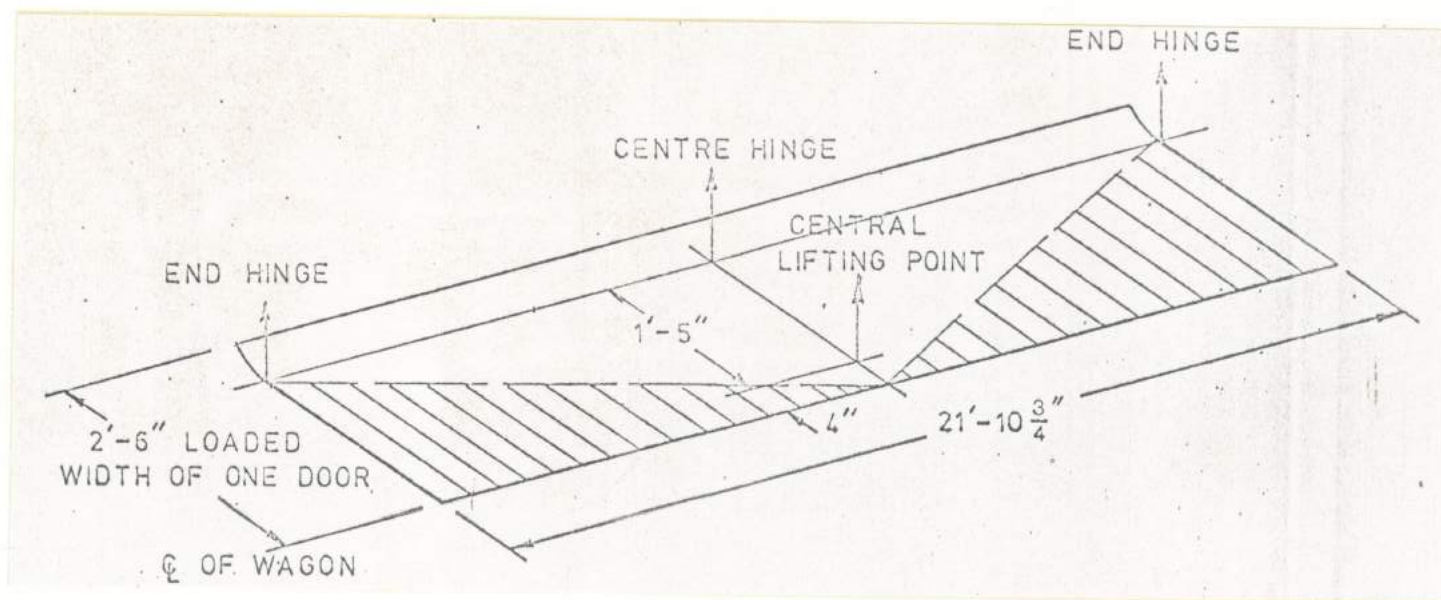 END HINGE
CENTRE HINGE
CENTRAL
LIFTING POINT
END HINGE
1'-5"
4"
21'-10 3/4"
2'-6" LOADED
WIDTH OF ONE DOOR
℄ OF WAGON